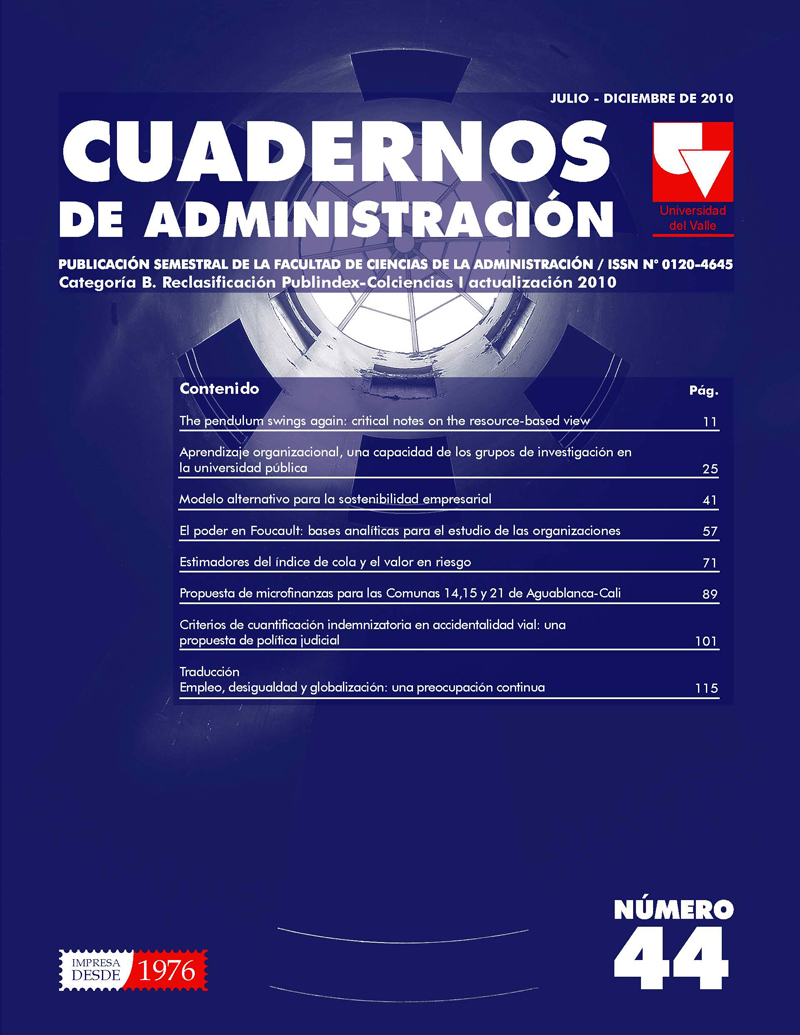 JULIO - DICIEMBRE DE 2010
CUADERNOS
DE ADMINISTRACIÓN
Universidad
del Valle
PUBLICACIÓN SEMESTRAL DE LA FACULTAD DE CIENCIAS DE LA ADMINISTRACIÓN / ISSN Nº 0120-4645
Categoría B. Reclasificación Publindex-Colciencias I actualización 2010
Contenido Pág.
The pendulum swings again: critical notes on the resource-based view 11
Aprendizaje organizacional, una capacidad de los grupos de investigación en
la universidad pública 25
Modelo alternativo para la sostenibilidad empresarial 41
El poder en Foucault: bases analíticas para el estudio de las organizaciones 57
Estimadores del índice de cola y el valor en riesgo 71
Propuesta de microfinanzas para las Comunas 14,15 y 21 de Aguablanca-Cali 89
Criterios de cuantificación indemnizatoria en accidentalidad vial: una
propuesta de política judicial 101
Traducción
Empleo, desigualdad y globalización: una preocupación continua 115
NÚMERO
44
IMPRESA
DESDE 1976